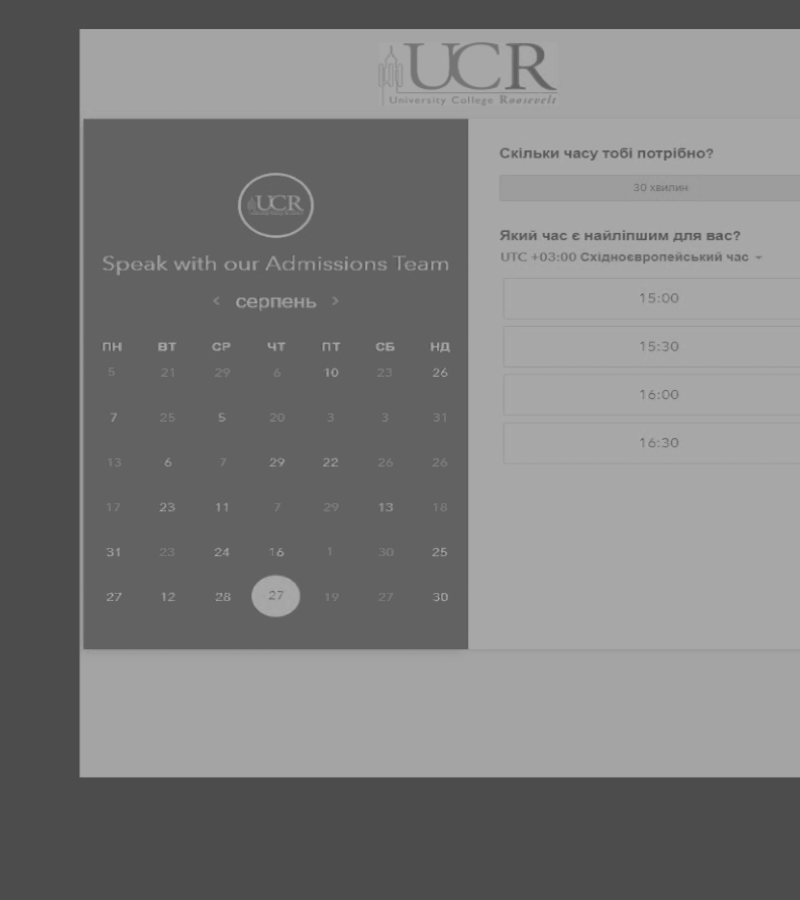 UCR
University College Roosevelt
UCR
Speak with our Admissions Team
‹ серпень ›
ПН ВТ СР ЧТ ПТ СБ НД
5 21 29 6 10 23 26
7 25 5 20 3 3 31
13 6 7 29 22 26 26
17 23 11 7 29 13 18
31 23 24 16 1 30 25
27 12 28 27 19 27 30
Скільки часу тобі потрібно?
30 хвилин
Який час є найліпшим для вас?
UTC +03:00 Східноєвропейський час
15:00
15:30
16:00
16:30